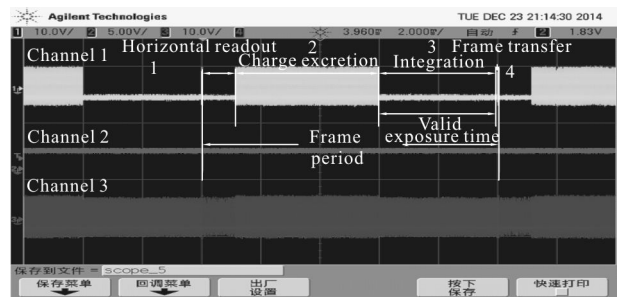 Agilent Technologies TUE DEC 23 21:14:30 2014
1 10.0V/ 2 5.00V/ 3 10.0V/ 4 3.960 2.000 自动 2 1.83V
Channel 1 Horizontal readout 2 3 Frame transfer
1 Charge excretion Integration 4
Channel 2 Valid
Frame exposure time
period
Channel 3
保存到文件 = scope_5
保存菜单 回调菜单 出厂设置 按下保存 快速打印